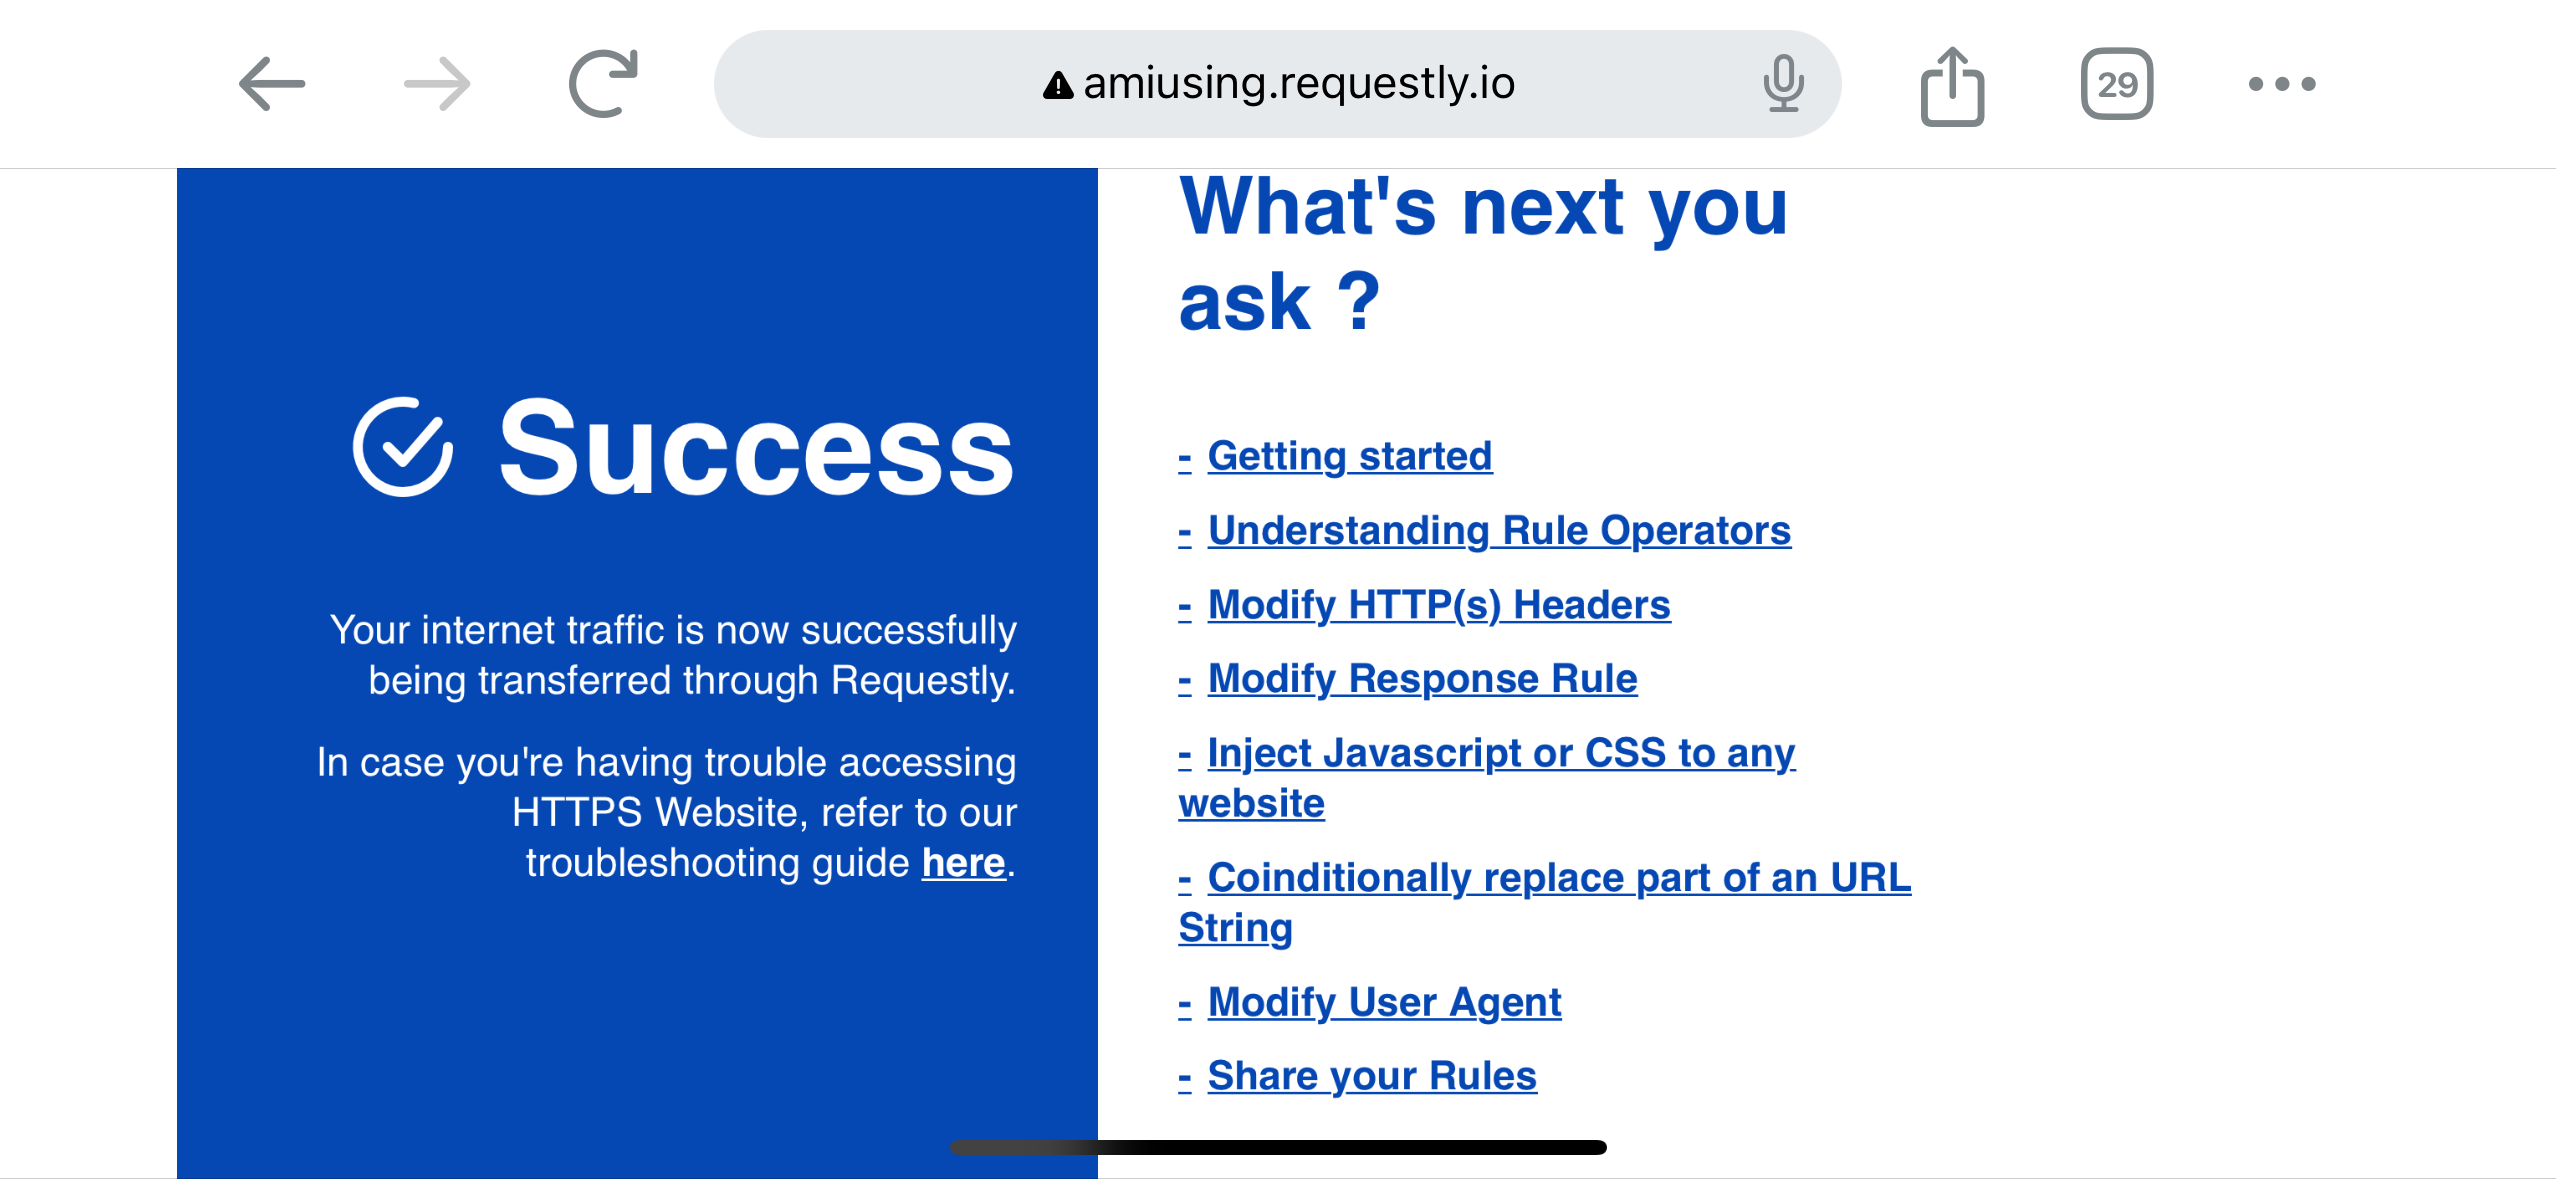 amiusing.requestly.io
29
Success
Your internet traffic is now successfully
being transferred through Requestly.
In case you're having trouble accessing
HTTPS Website, refer to our
troubleshooting guide here.
What's next you
ask ?
- Getting started
- Understanding Rule Operators
- Modify HTTP(s) Headers
- Modify Response Rule
- Inject Javascript or CSS to any
website
- Coinditionally replace part of an URL
String
- Modify User Agent
- Share your Rules